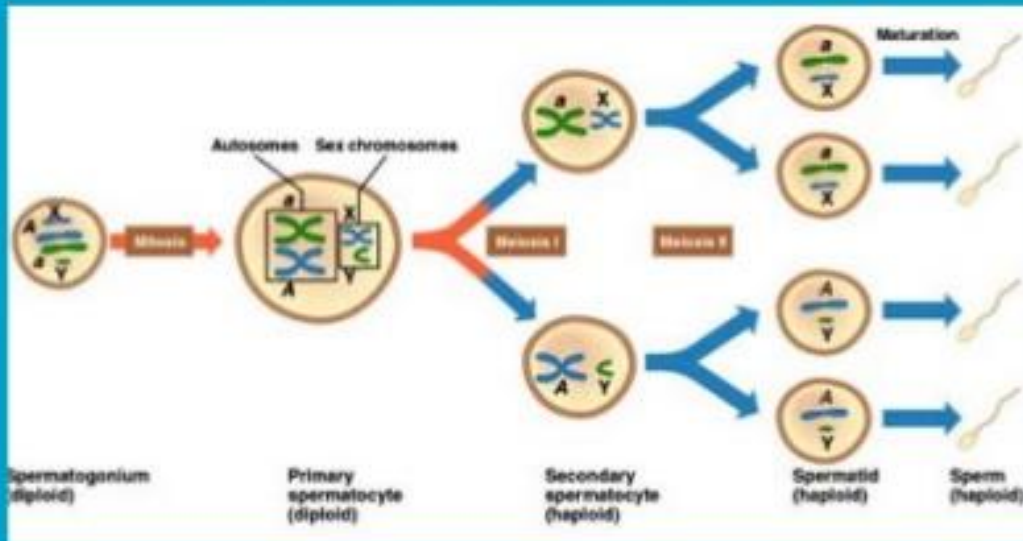 Maturation
a
X
a X
Autosomes Sex chromosomes
a
X
a X
A
a Y
Mitosis
X
Y
A
Meiosis I
Meiosis II
A
Y
A Y
A
Y
Spermatogonium
(diploid)
Primary
spermatocyte
(diploid)
Secondary
spermatocyte
(haploid)
Spermatid
(haploid)
Sperm
(haploid)